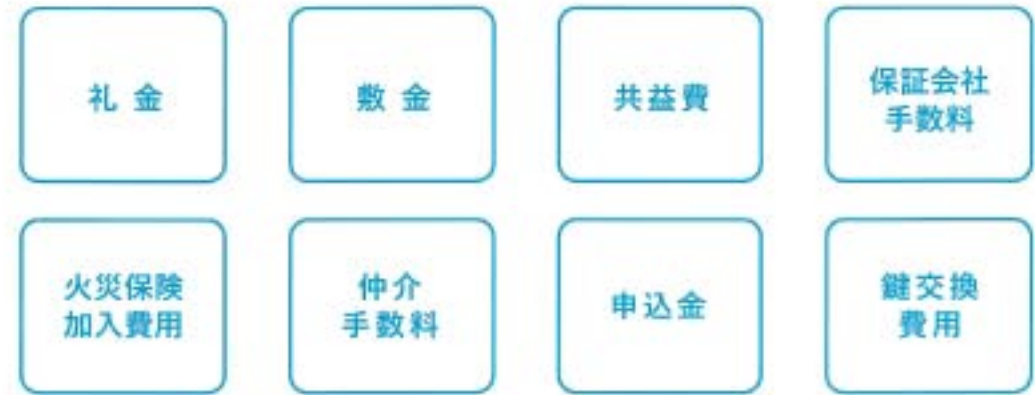 礼金
敷金
共益費
保証会社
手数料
火災保険
加入費用
仲介
手数料
申込金
鍵交換
費用